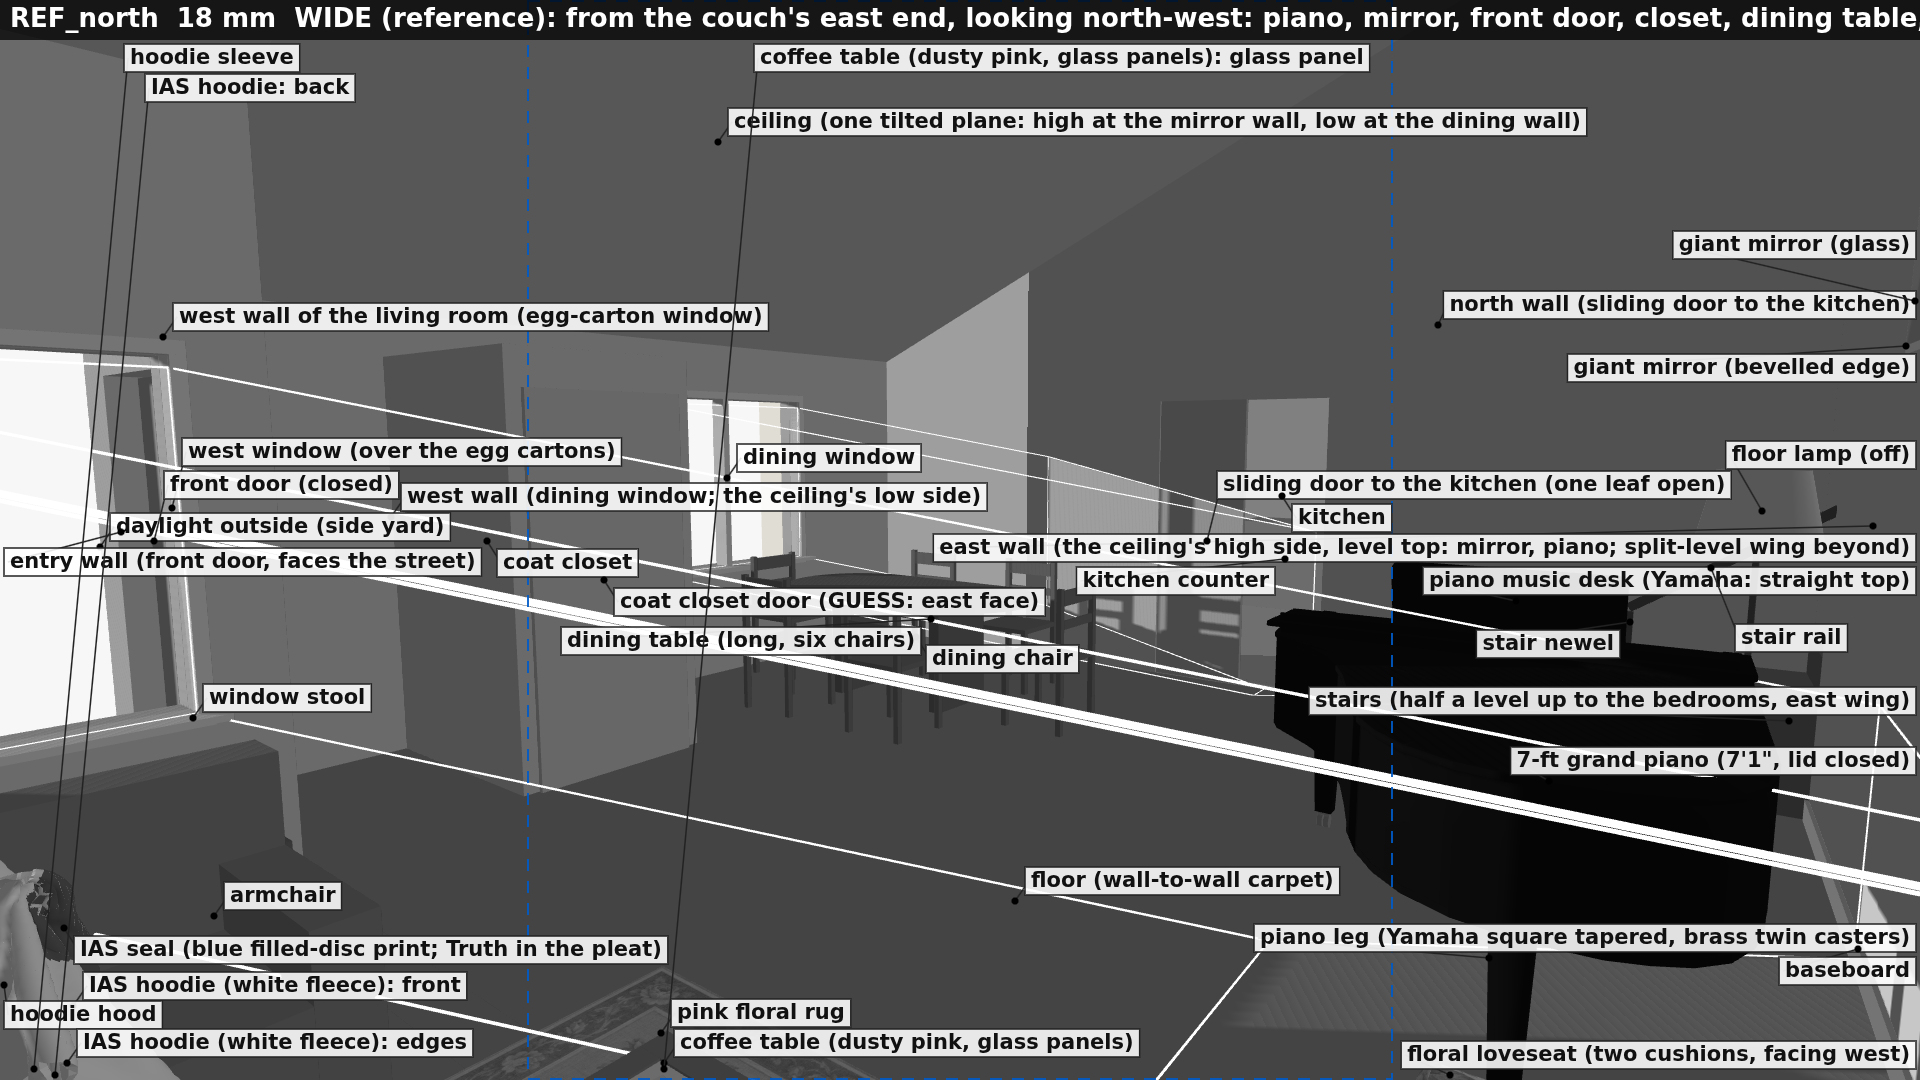 REF_north 18 mm WIDE (reference): from the couch's east end, looking north-west: piano, mirror, front door, closet, dining table,
hoodie sleeve
coffee table (dusty pink, glass panels): glass panel
IAS hoodie: back
ceiling (one tilted plane: high at the mirror wall, low at the dining wall)
giant mirror (glass)
north wall (sliding door to the kitchen)
west wall of the living room (egg-carton window)
giant mirror (bevelled edge)
west window (over the egg cartons)
dining window
floor lamp (off)
front door (closed)
sliding door to the kitchen (one leaf open)
west wall (dining window; the ceiling's low side)
kitchen
daylight outside (side yard)
east wall (the ceiling's high side, level top: mirror, piano; split-level wing beyond)
entry wall (front door, faces the street)
coat closet
kitchen counter
piano music desk (Yamaha: straight top)
coat closet door (GUESS: east face)
dining table (long, six chairs)
stair newel
stair rail
dining chair
window stool
stairs (half a level up to the bedrooms, east wing)
7-ft grand piano (7'1", lid closed)
floor (wall-to-wall carpet)
armchair
piano leg (Yamaha square tapered, brass twin casters)
IAS seal (blue filled-disc print; Truth in the pleat)
baseboard
IAS hoodie (white fleece): front
hoodie hood
pink floral rug
IAS hoodie (white fleece): edges
coffee table (dusty pink, glass panels)
floral loveseat (two cushions, facing west)